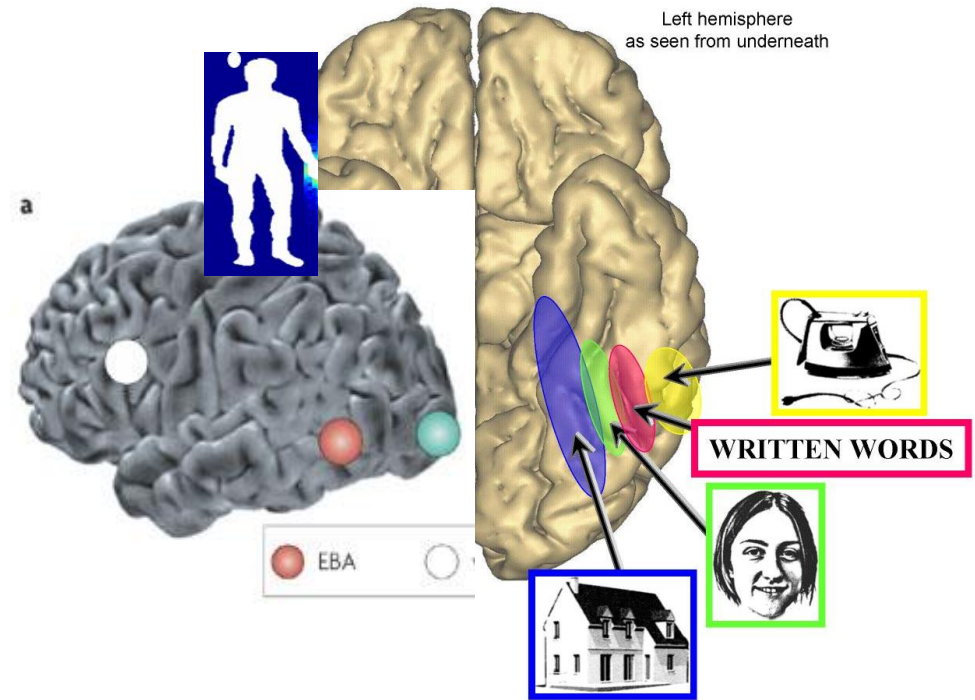 Left hemisphere
as seen from underneath
a
WRITTEN WORDS
EBA